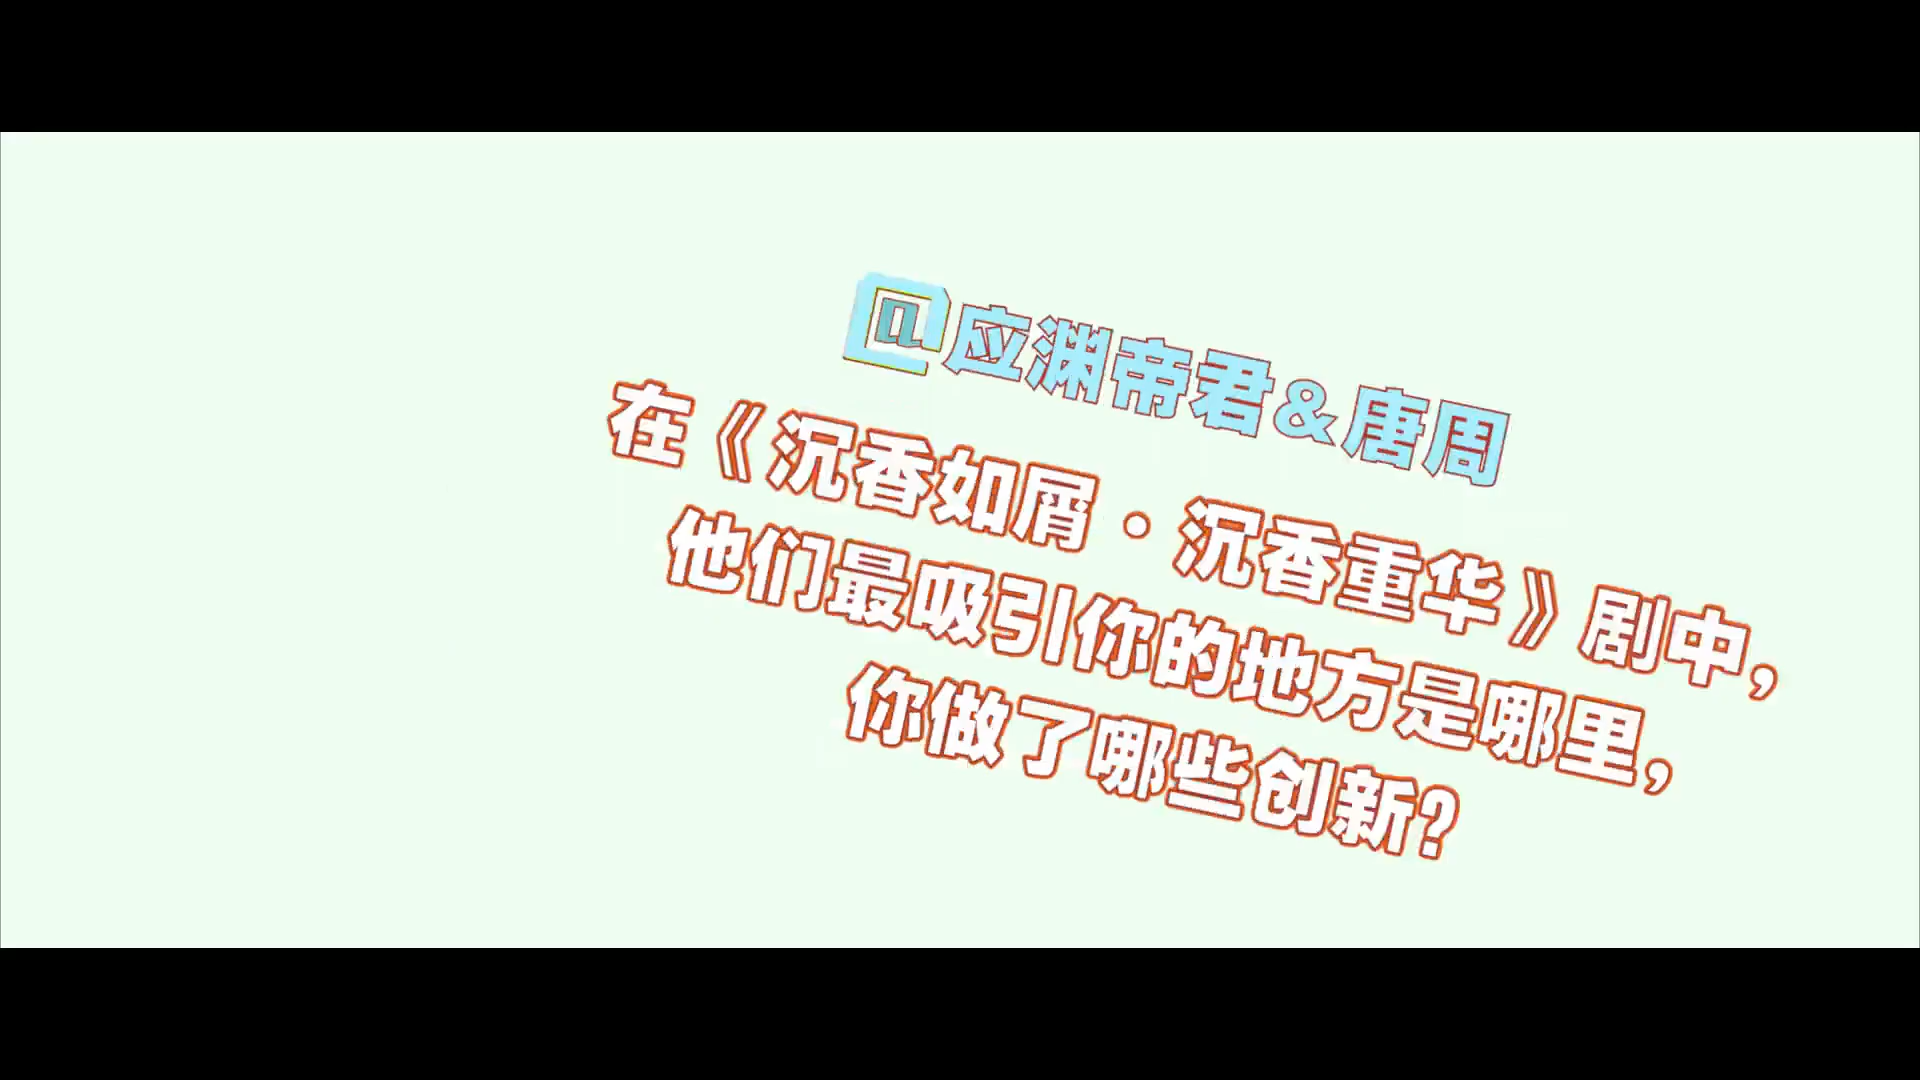 @应渊帝君&唐周
在《沉香如屑·沉香重华》剧中，
他们最吸引你的地方是哪里，
你做了哪些创新？